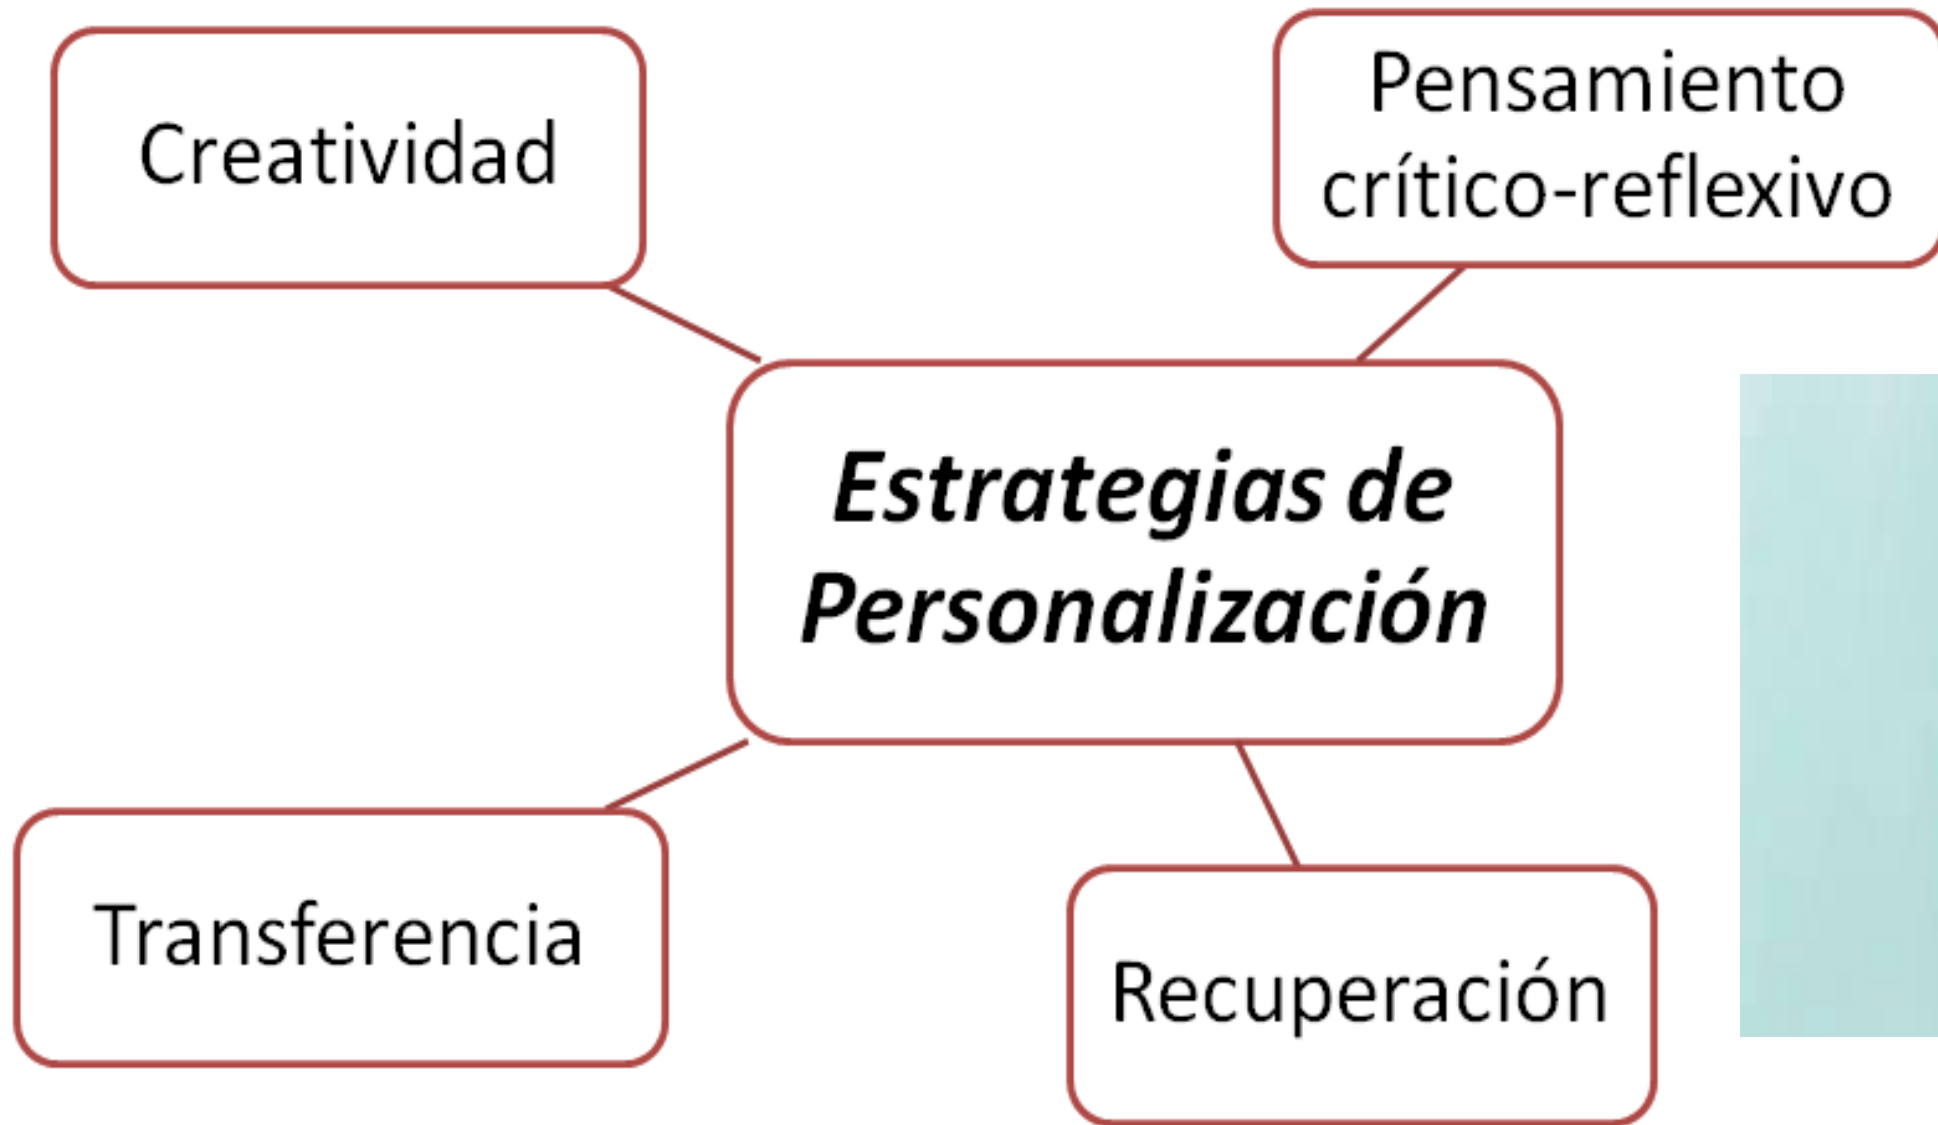 Creatividad
Pensamiento
crítico-reflexivo
Estrategias de
Personalización
Transferencia
Recuperación